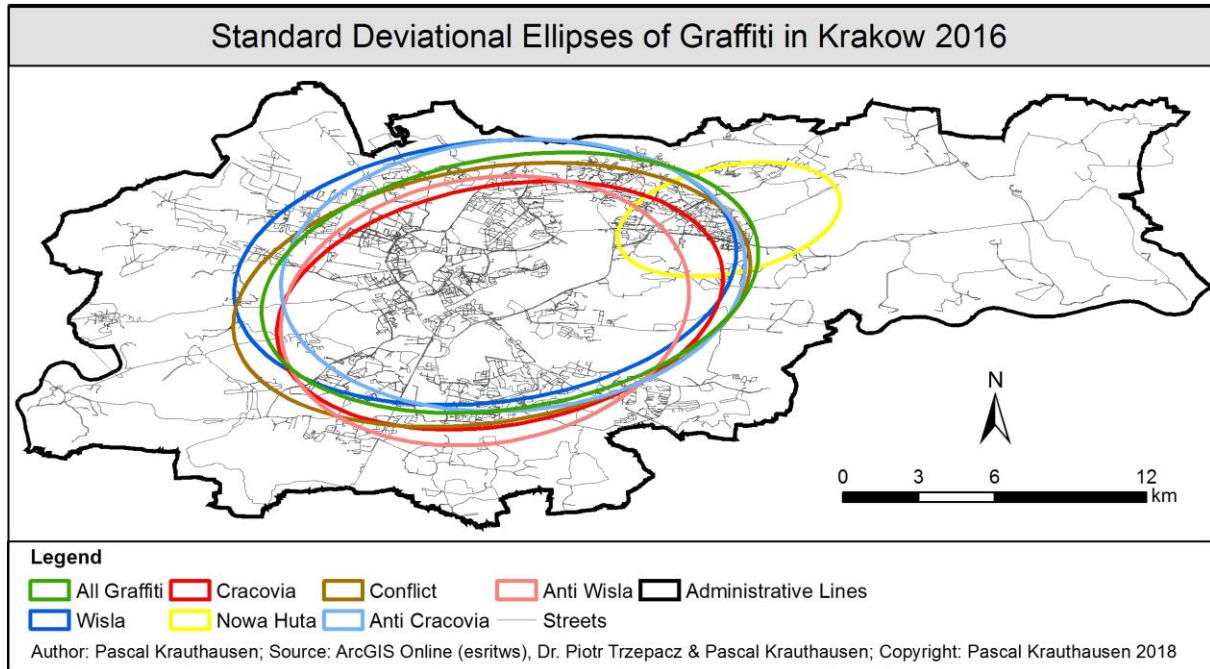 Standard Deviational Ellipses of Graffiti in Krakow 2016
N
0 3 6 12
km
Legend
All Graffiti Cracovia Conflict Anti Wisla Administrative Lines
Wisla Nowa Huta Anti Cracovia Streets
Author: Pascal Krauthausen; Source: ArcGIS Online (esritws), Dr. Piotr Trzepacz & Pascal Krauthausen; Copyright: Pascal Krauthausen 2018